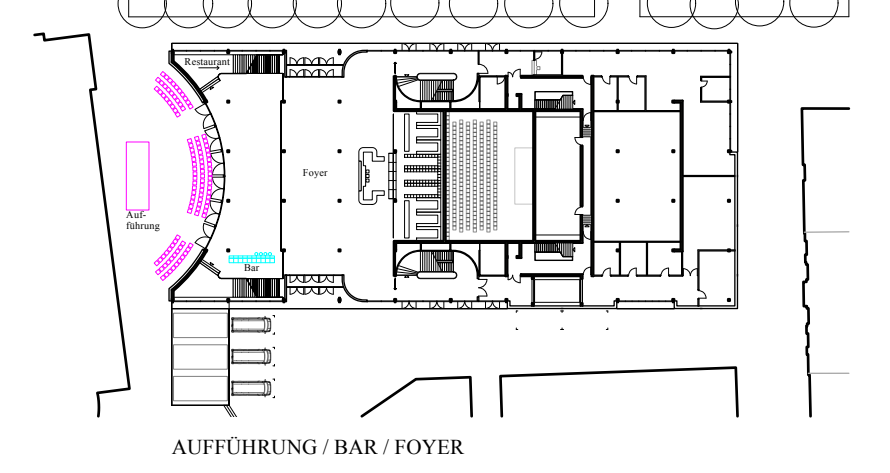 Restaurant
Foyer
Auf-
führung
Bar
AUFFÜHRUNG / BAR / FOYER